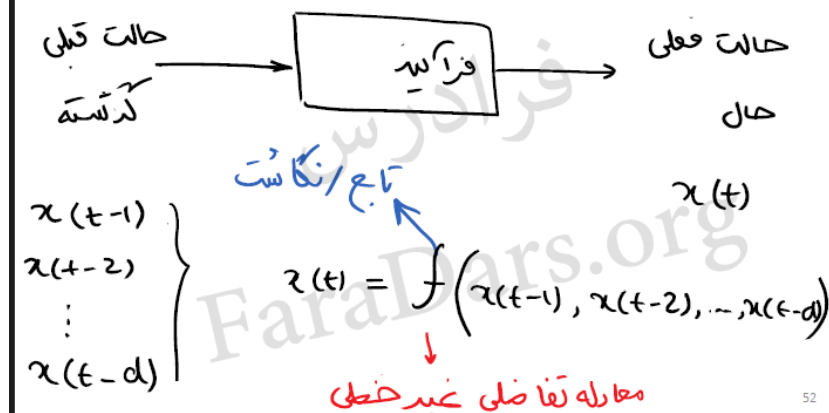 حالت قبلی
گذشته
فرآیند
حالت فعلی
حال
x(t)
تابع/نگاشت
x(t-1)
x(t-2)
⋮
x(t-d)
x(t) = f(x(t-1), x(t-2), ..., x(t-d))
معادله تفاضلی غیرخطی
فرادرس
FaraDars.org
52